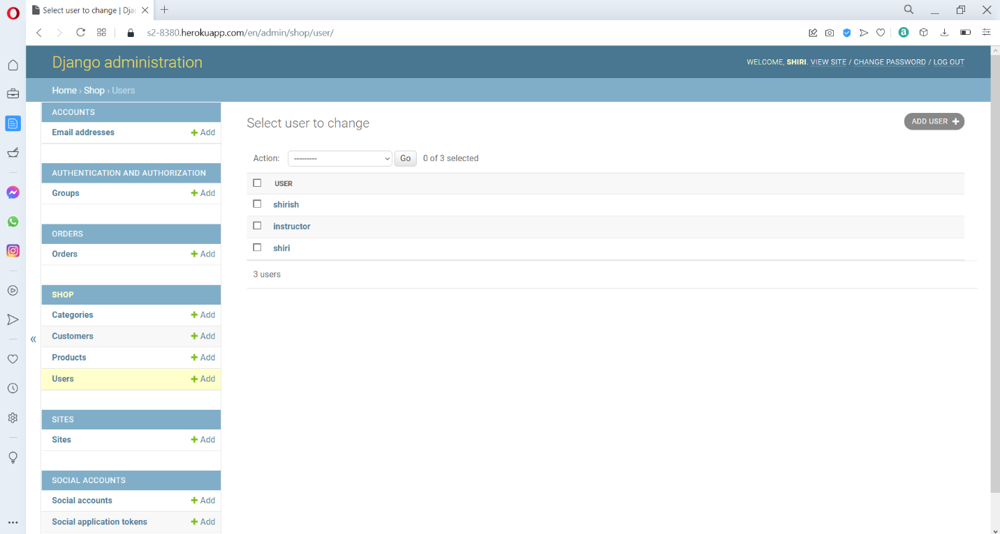 Select user to change | Djan
s2-8380.herokuapp.com/en/admin/shop/user/
Django administration
WELCOME, SHIRI. VIEW SITE / CHANGE PASSWORD / LOG OUT
Home › Shop › Users
ACCOUNTS
Email addresses + Add
AUTHENTICATION AND AUTHORIZATION
Groups + Add
ORDERS
Orders + Add
SHOP
Categories + Add
Customers + Add
Products + Add
Users + Add
SITES
Sites + Add
SOCIAL ACCOUNTS
Social accounts + Add
Social application tokens + Add
«
Select user to change
ADD USER +
Action: --------- Go 0 of 3 selected
USER
shirish
instructor
shiri
3 users